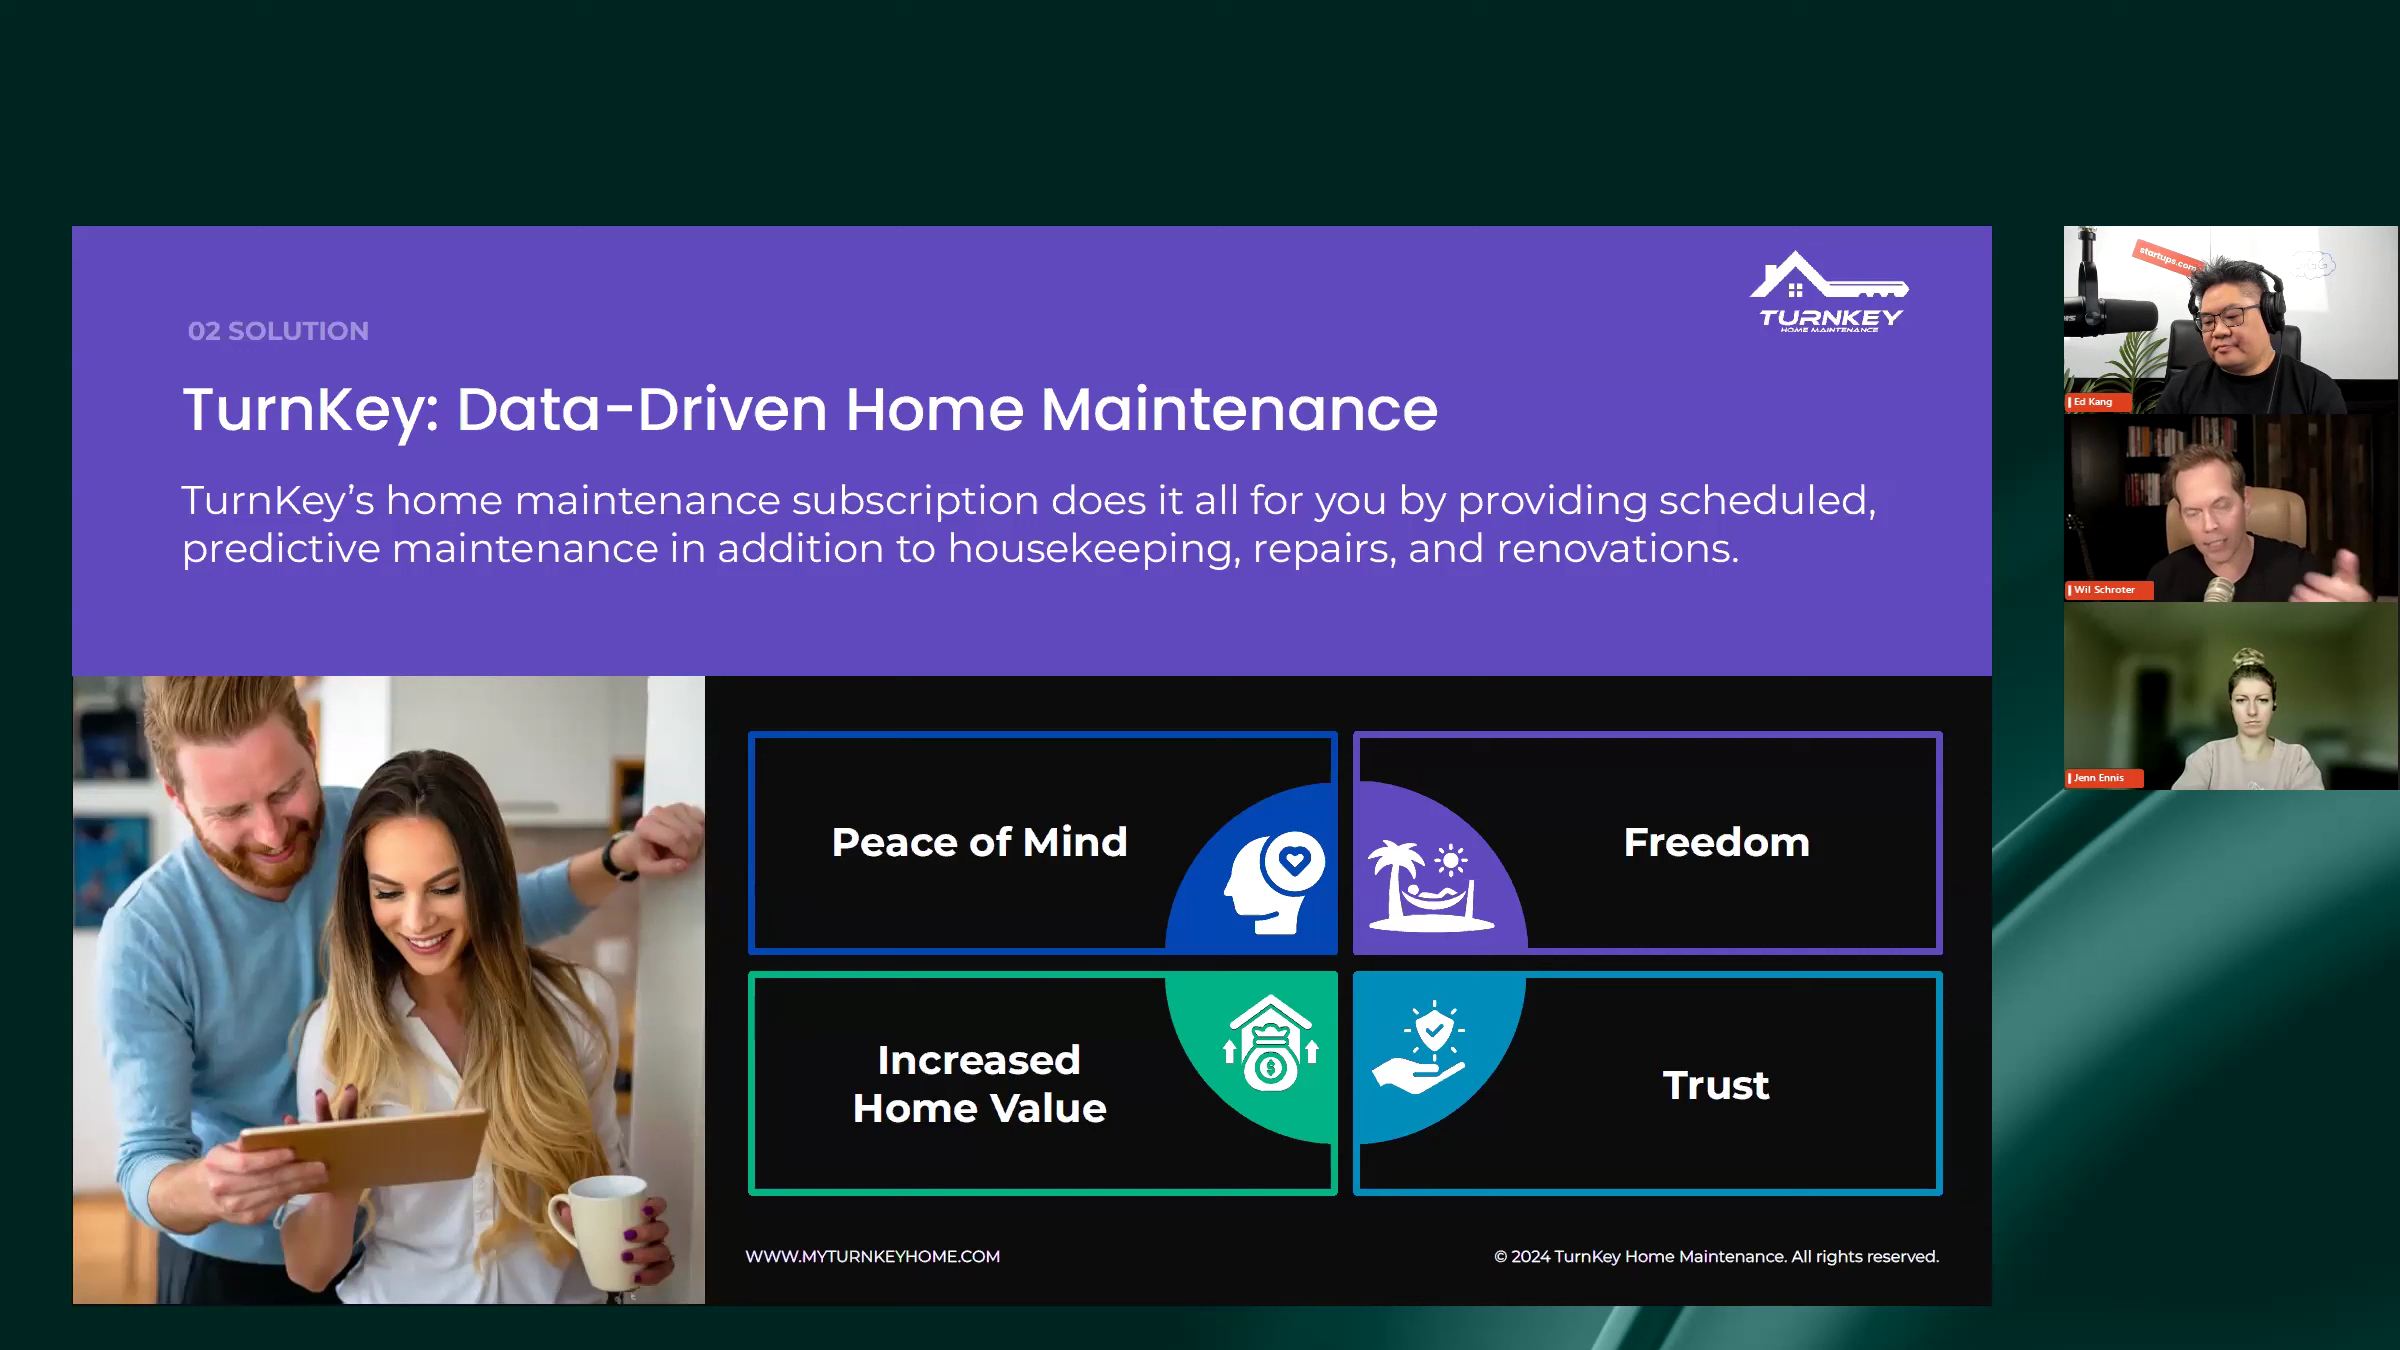 02 SOLUTION
TURNKEY
HOME MAINTENANCE
TurnKey: Data-Driven Home Maintenance
TurnKey’s home maintenance subscription does it all for you by providing scheduled,
predictive maintenance in addition to housekeeping, repairs, and renovations.
Peace of Mind
Freedom
Increased
Home Value
Trust
WWW.MYTURNKEYHOME.COM
© 2024 TurnKey Home Maintenance. All rights reserved.
startups.com
Ed Kang
Wil Schroter
Jenn Ennis